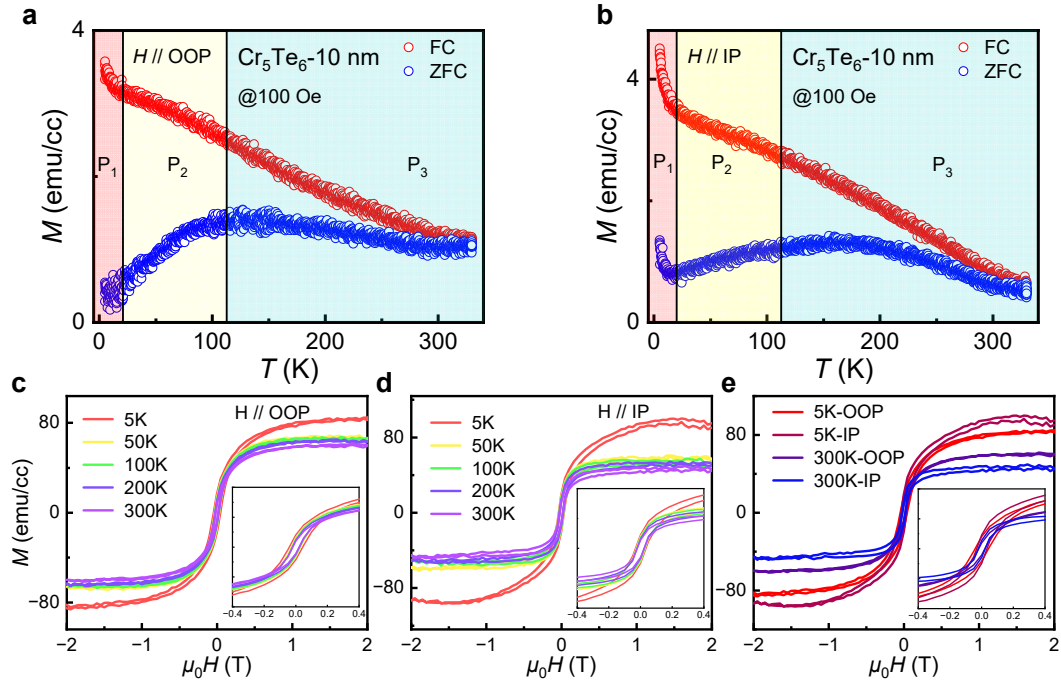 a
4
H // OOP
Cr₅Te₆-10 nm
@100 Oe
FC
ZFC
P₁
P₂
P₃
M (emu/cc)
2
0
0
100
200
300
T (K)
b
4
H // IP
Cr₅Te₆-10 nm
@100 Oe
FC
ZFC
P₁
P₂
P₃
M (emu/cc)
0
0
100
200
300
T (K)
c
5K
50K
100K
200K
300K
H // OOP
M (emu/cc)
80
0
−80
−0.4
−0.2
0.0
0.2
0.4
−2
−1
0
1
2
μ₀H (T)
d
5K
50K
100K
200K
300K
H // IP
80
0
−80
−0.4
−0.2
0.0
0.2
0.4
−2
−1
0
1
2
μ₀H (T)
e
5K-OOP
5K-IP
300K-OOP
300K-IP
80
0
−80
−0.4
−0.2
0.0
0.2
0.4
−2
−1
0
1
2
μ₀H (T)